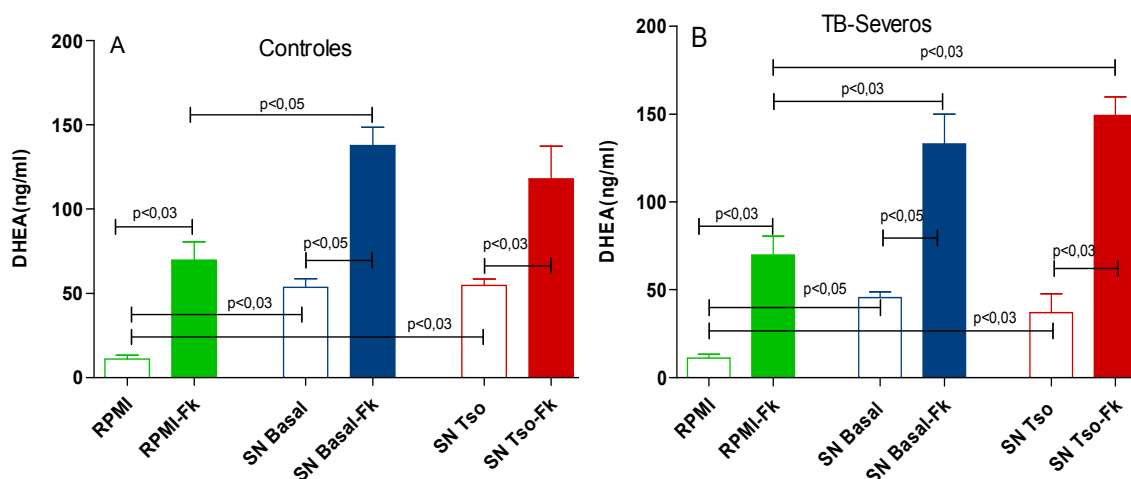 A
Controles
DHEA(ng/ml)
200
150
100
50
0
p<0,05
p<0,03
p<0,05
p<0,03
p<0,03
p<0,03
RPMI
RPMI-Fk
SN Basal
SN Basal-Fk
SN Tso
SN Tso-Fk
B
TB-Severos
DHEA(ng/ml)
200
150
100
50
0
p<0,03
p<0,03
p<0,03
p<0,05
p<0,03
p<0,05
p<0,03
RPMI
RPMI-Fk
SN Basal
SN Basal-Fk
SN Tso
SN Tso-Fk